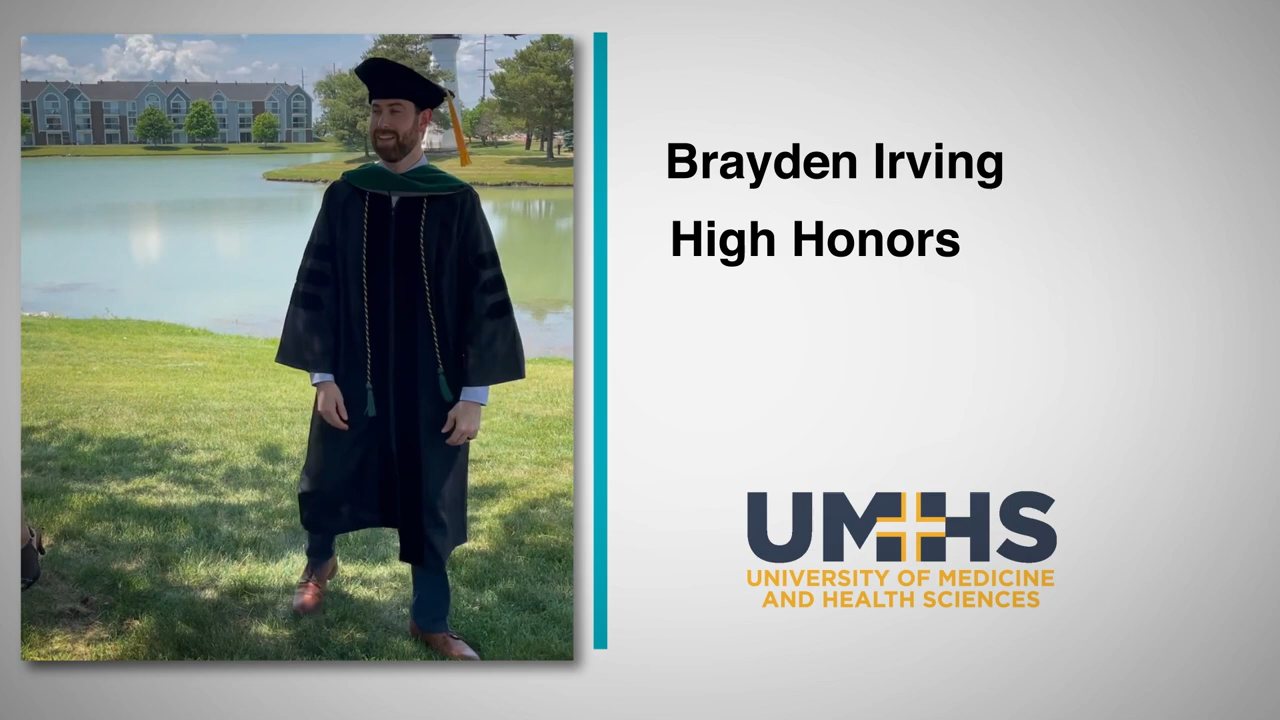 Brayden Irving
High Honors
UMHS
UNIVERSITY OF MEDICINE
AND HEALTH SCIENCES